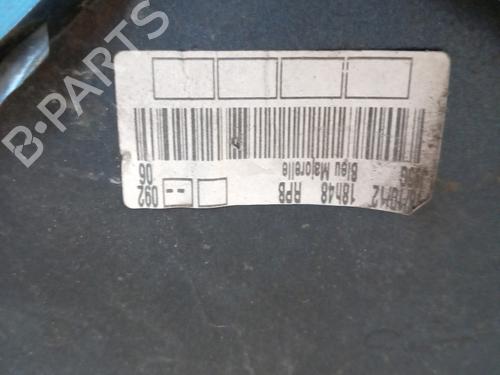 B-PARTS
18h48 RPB
Bleu Majorelle
092
06